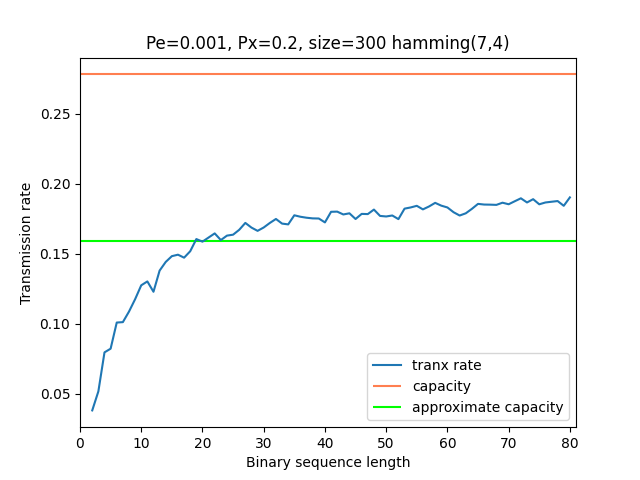 Pe=0.001, Px=0.2, size=300 hamming(7,4)
Transmission rate
0.25
0.20
0.15
0.10
0.05
0 10 20 30 40 50 60 70 80
Binary sequence length
tranx rate
capacity
approximate capacity